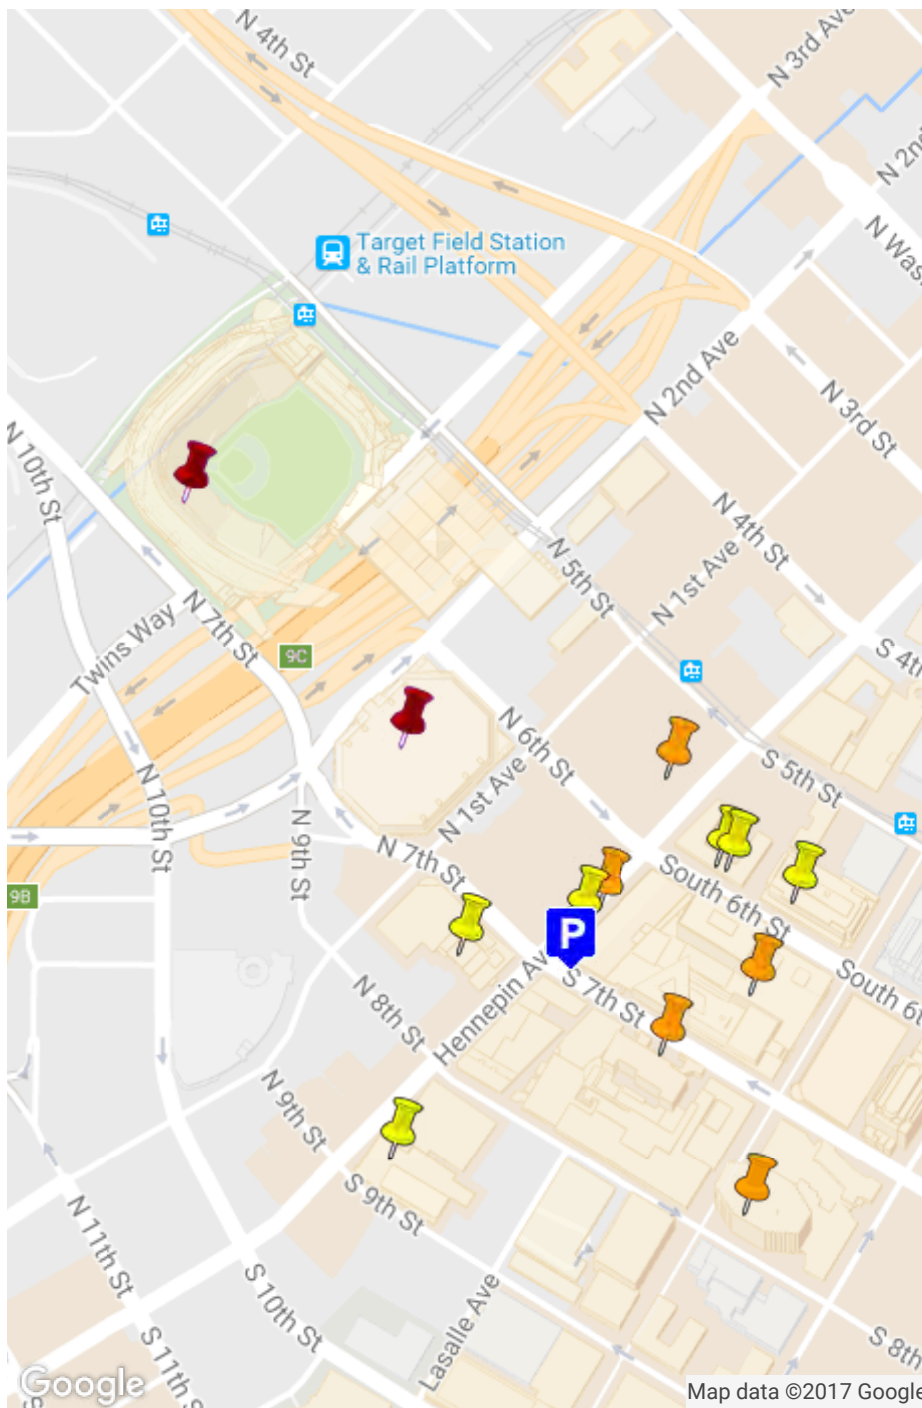 N 4th St
N 3rd Ave
N 2nd
N Was
Target Field Station
& Rail Platform
N 2nd Ave
N 3rd St
N 10th St
N 4th St
N 1st Ave
N 5th St
N 7th St
Twins Way
9C
S 4th
N 6th St
S 5th St
N 10th St
N 1st Ave
N 9th St
N 7th St
9B
South 6th St
P
Hennepin Av
S 7th St
South 6t
N 8th St
N 9th St
S 9th St
N 11th St
S 10th St
Lasalle Ave
S 11th St
S 8th
Google
S
Map data ©2017 Google